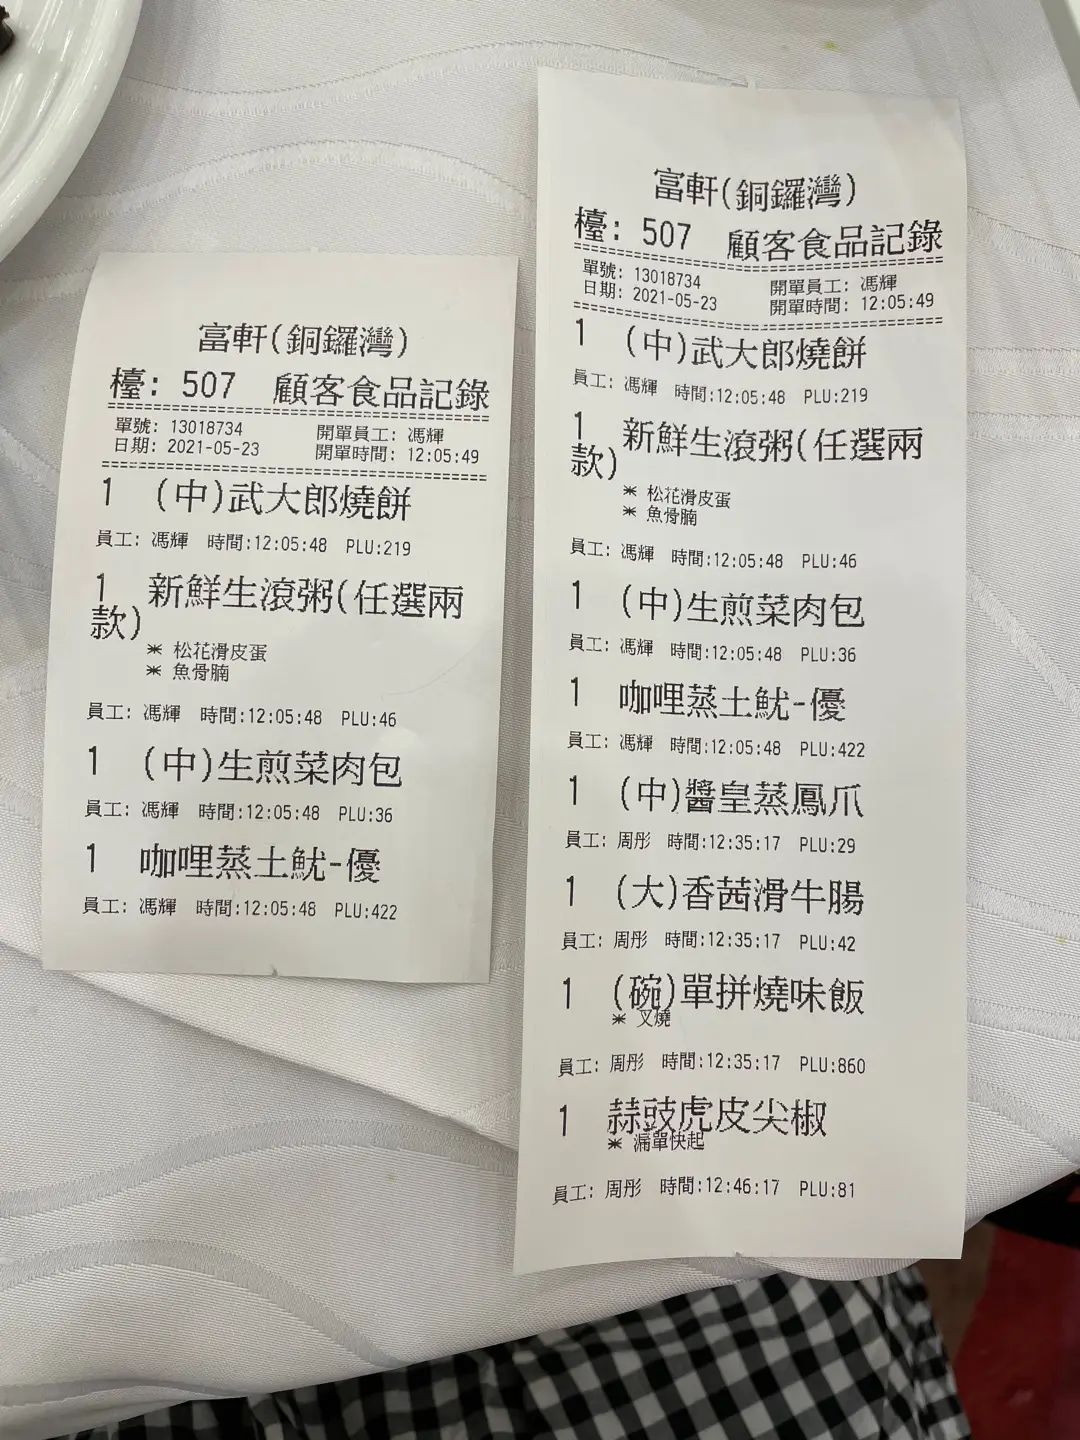 富軒(銅鑼灣)
檯: 507 顧客食品記錄
單號: 13018734 開單員工: 馮輝
日期: 2021-05-23 開單時間: 12:05:49
1 (中)武大郎燒餅
員工: 馮輝 時間:12:05:48 PLU:219
1 新鮮生滾粥(任選兩
款)
* 松花滑皮蛋
* 魚骨腩
員工: 馮輝 時間:12:05:48 PLU:46
1 (中)生煎菜肉包
員工: 馮輝 時間:12:05:48 PLU:36
1 咖哩蒸土魷-優
員工: 馮輝 時間:12:05:48 PLU:422
富軒(銅鑼灣)
檯: 507 顧客食品記錄
單號: 13018734 開單員工: 馮輝
日期: 2021-05-23 開單時間: 12:05:49
1 (中)武大郎燒餅
員工: 馮輝 時間:12:05:48 PLU:219
1 新鮮生滾粥(任選兩
款)
* 松花滑皮蛋
* 魚骨腩
員工: 馮輝 時間:12:05:48 PLU:46
1 (中)生煎菜肉包
員工: 馮輝 時間:12:05:48 PLU:36
1 咖哩蒸土魷-優
員工: 馮輝 時間:12:05:48 PLU:422
1 (中)醬皇蒸鳳爪
員工: 周彤 時間:12:35:17 PLU:29
1 (大)香茜滑牛腸
員工: 周彤 時間:12:35:17 PLU:42
1 (碗)單拼燒味飯
* 叉燒
員工: 周彤 時間:12:35:17 PLU:860
1 蒜豉虎皮尖椒
* 漏單快起
員工: 周彤 時間:12:46:17 PLU:81